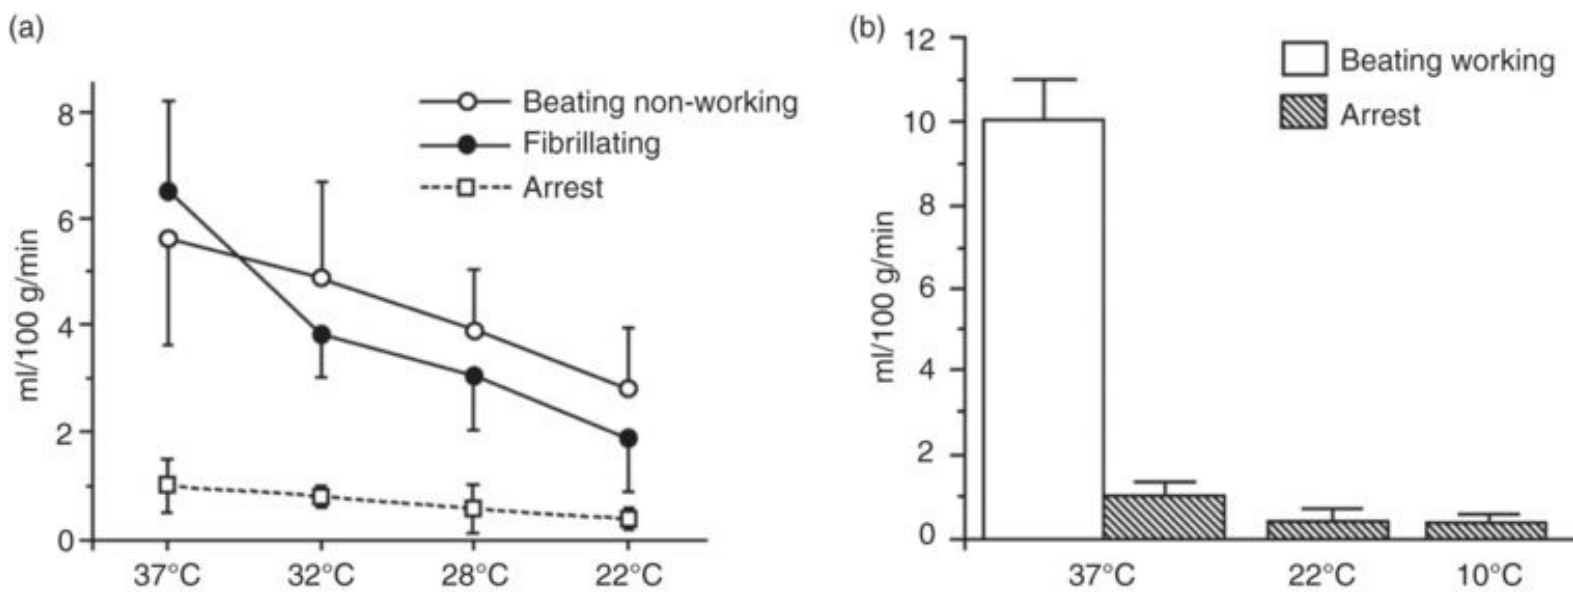 (a)
ml/100 g/min
8
6
4
2
0
Beating non-working
Fibrillating
Arrest
37°C 32°C 28°C 22°C
(b)
ml/100 g/min
12
10
8
6
4
2
0
Beating working
Arrest
37°C 22°C 10°C